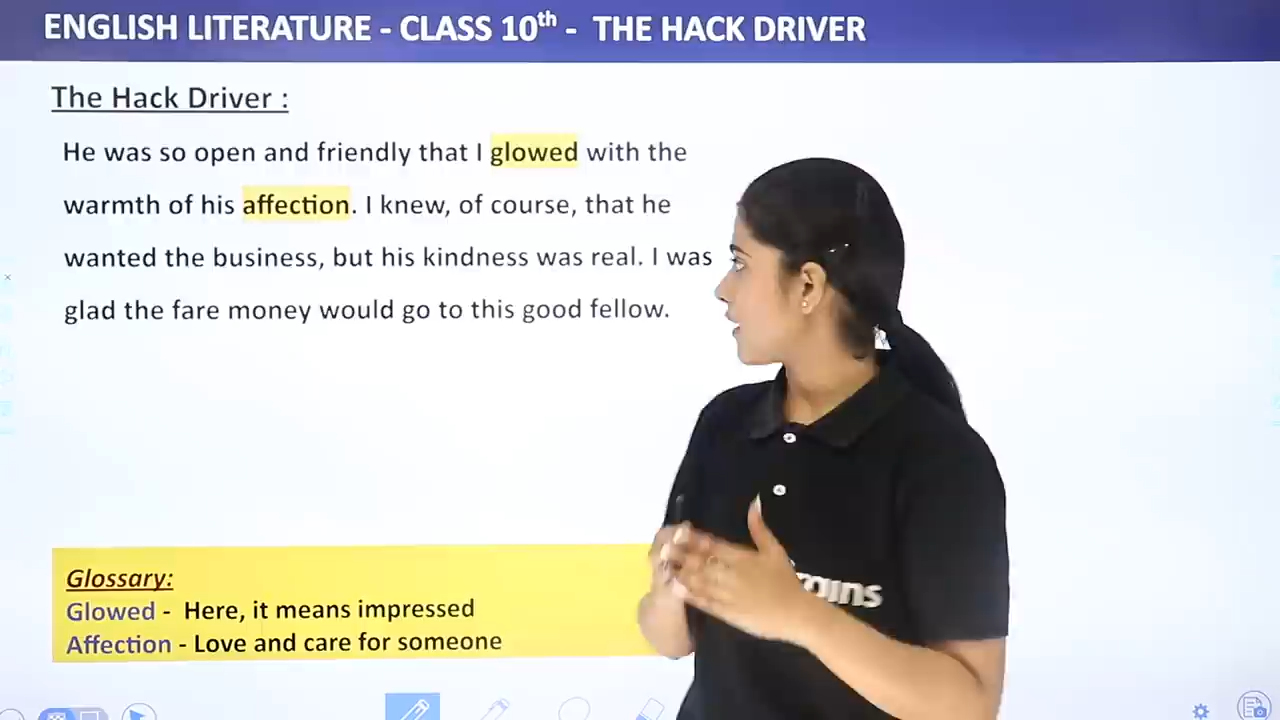 ENGLISH LITERATURE - CLASS 10th - THE HACK DRIVER
The Hack Driver :
He was so open and friendly that I glowed with the
warmth of his affection. I knew, of course, that he
wanted the business, but his kindness was real. I was
glad the fare money would go to this good fellow.
Glossary:
Glowed - Here, it means impressed
Affection - Love and care for someone